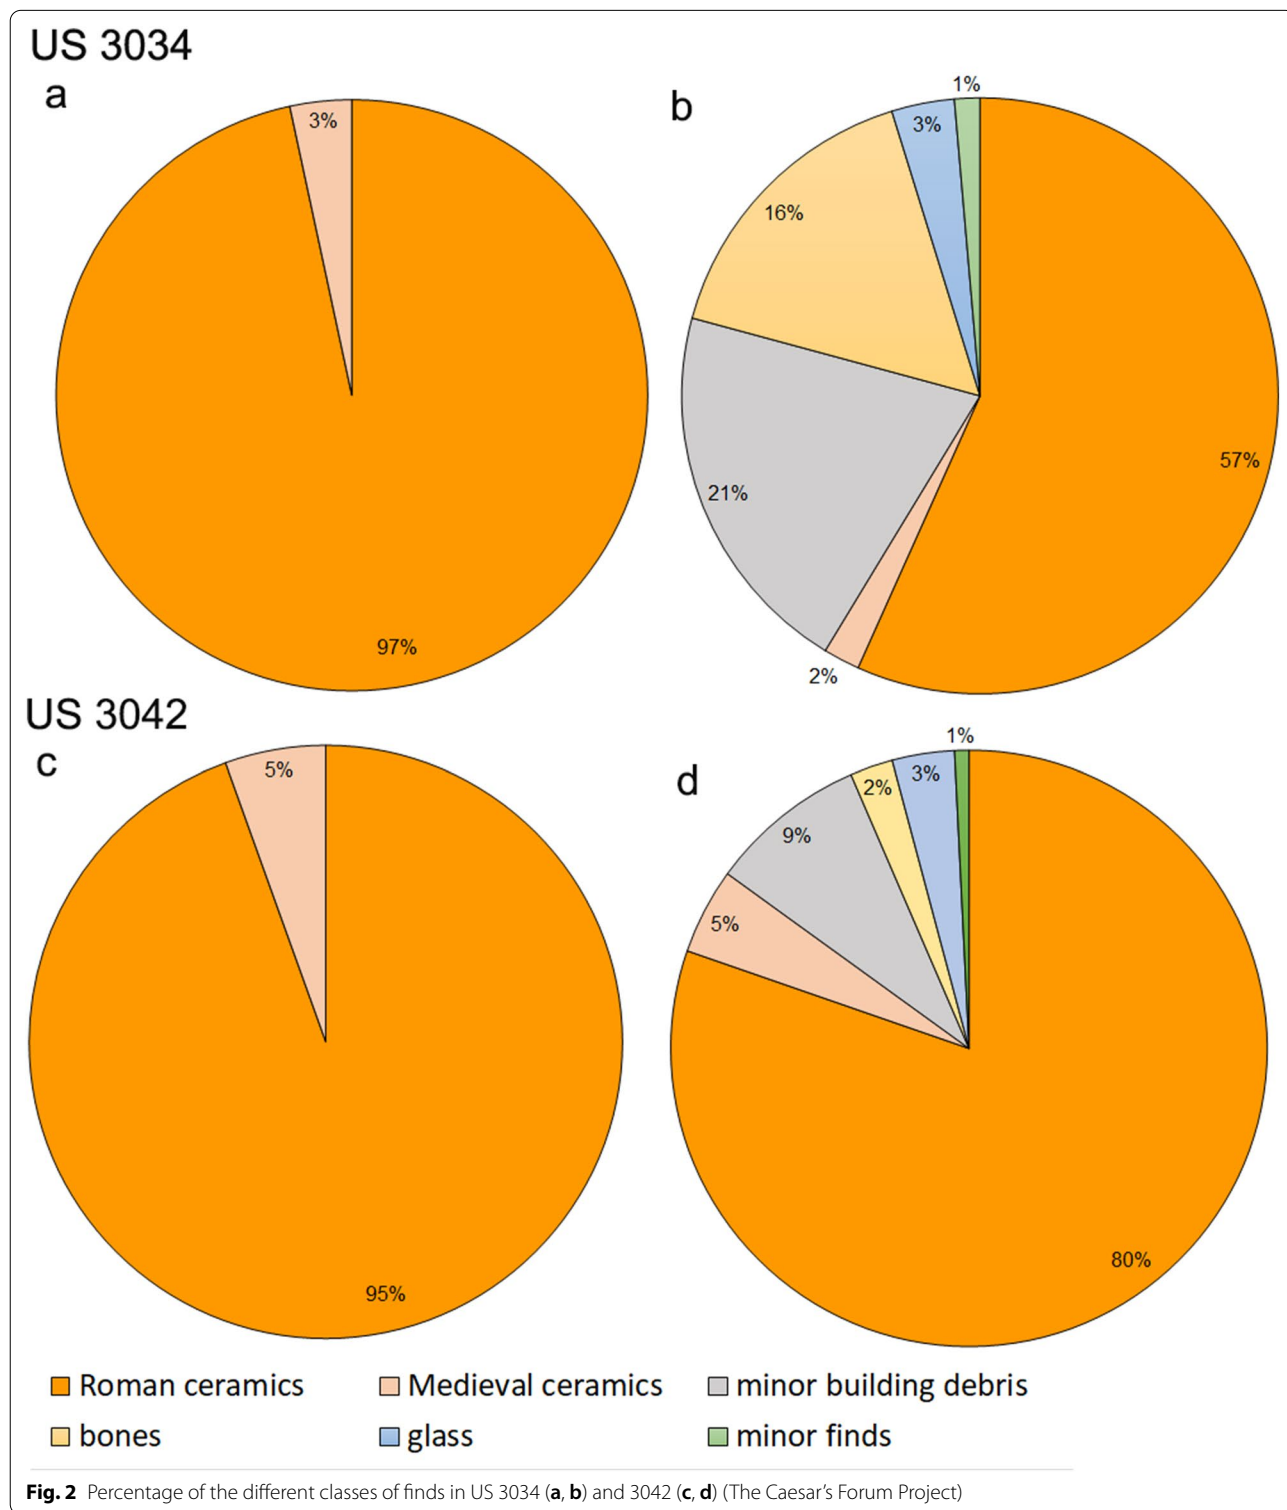 US 3034
a
3%
97%
b
1%
3%
16%
57%
21%
2%
US 3042
c
5%
95%
d
1%
3%
2%
9%
5%
80%
Roman ceramics Medieval ceramics minor building debris
bones glass minor finds
Fig. 2 Percentage of the different classes of finds in US 3034 (a, b) and 3042 (c, d) (The Caesar's Forum Project)